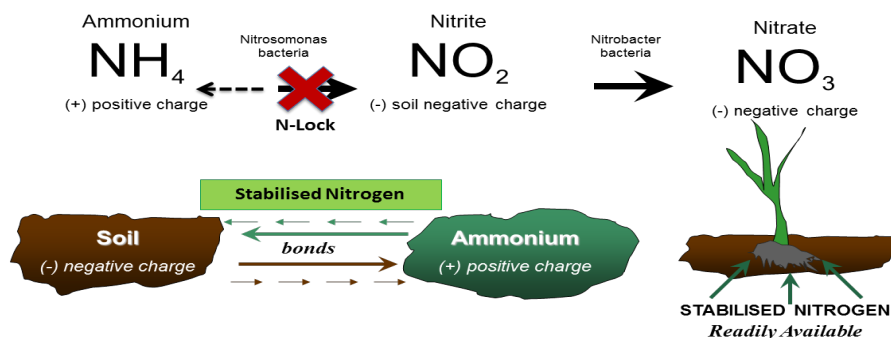 Ammonium
NH4
(+) positive charge
Nitrosomonas
bacteria
N-Lock
Nitrite
NO2
(-) soil negative charge
Nitrobacter
bacteria
Nitrate
NO3
(-) negative charge
Stabilised Nitrogen
Soil
(-) negative charge
bonds
Ammonium
(+) positive charge
STABILISED NITROGEN
Readily Available